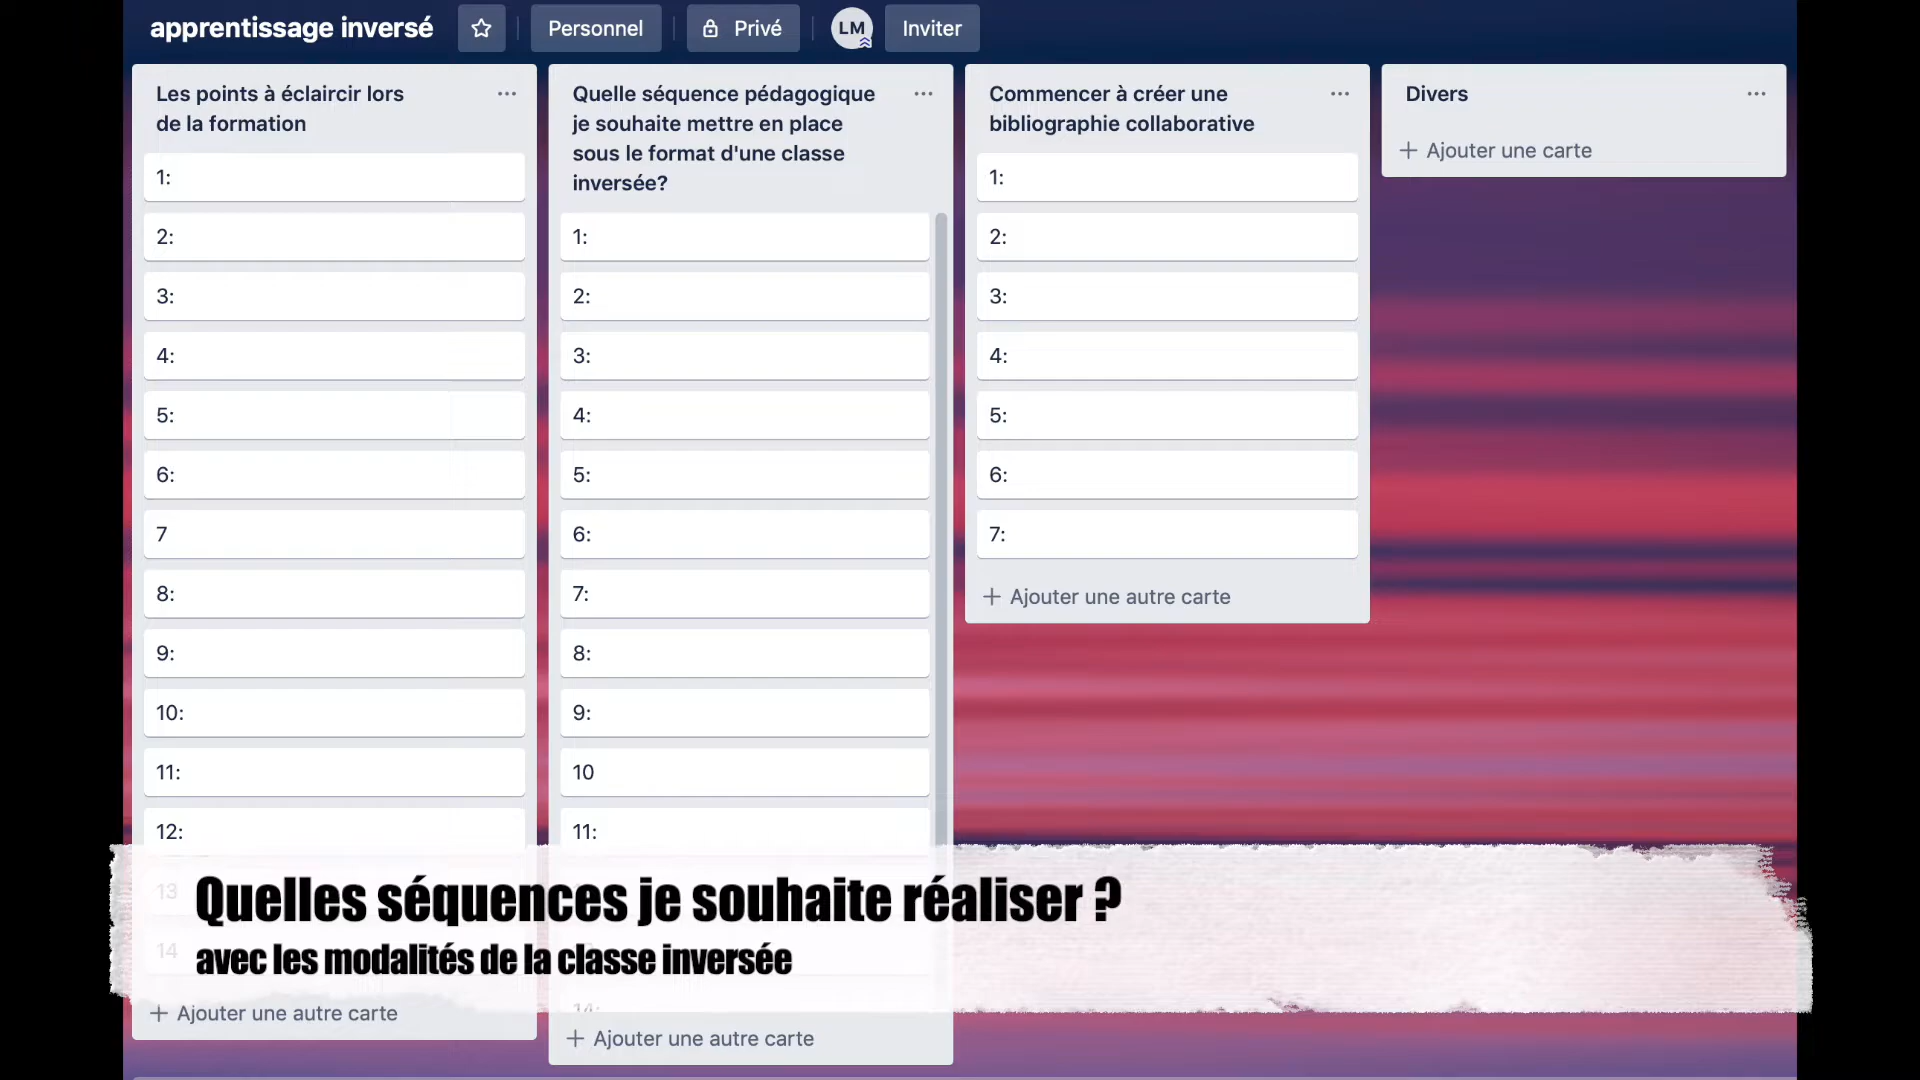 apprentissage inversé
Personnel
Privé
LM
Inviter
Les points à éclaircir lors
de la formation
1:
2:
3:
4:
5:
6:
7
8:
9:
10:
11:
12:
13
14
Ajouter une autre carte
Quelle séquence pédagogique
je souhaite mettre en place
sous le format d'une classe
inversée?
1:
2:
3:
4:
5:
6:
7:
8:
9:
10
11:
14:
Ajouter une autre carte
Commencer à créer une
bibliographie collaborative
1:
2:
3:
4:
5:
6:
7:
Ajouter une autre carte
Divers
Ajouter une carte
Quelles séquences je souhaite réaliser ?
avec les modalités de la classe inversée